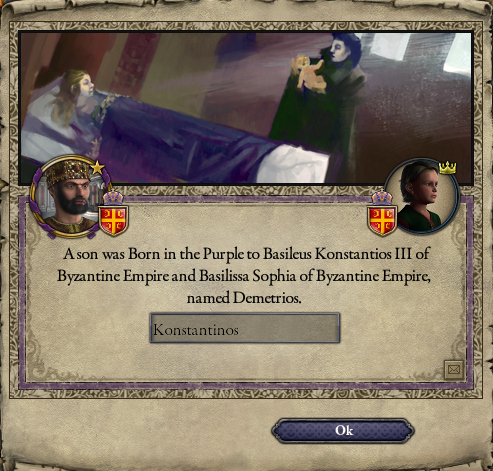 A son was Born in the Purple to Basileus Konstantios III of
Byzantine Empire and Basilissa Sophia of Byzantine Empire,
named Demetrios.
Konstantinos
Ok